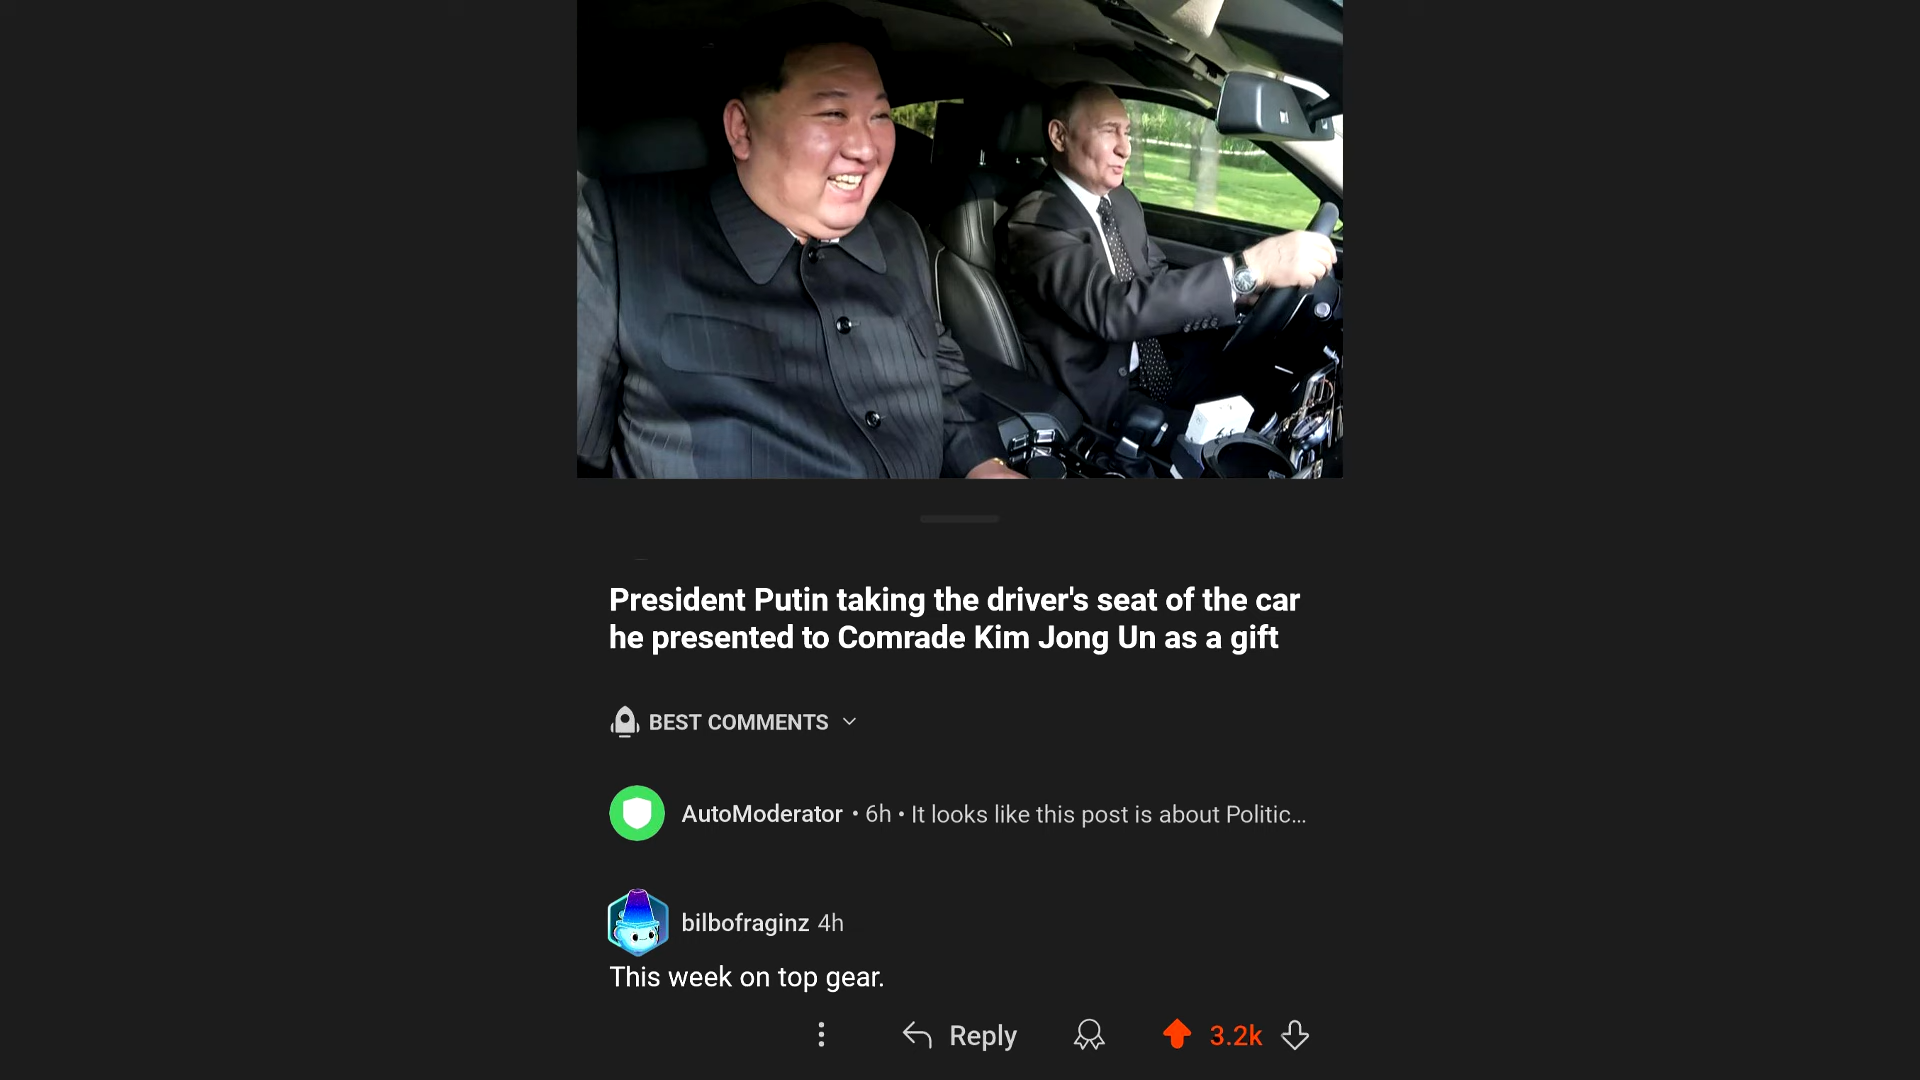 President Putin taking the driver's seat of the car
he presented to Comrade Kim Jong Un as a gift
BEST COMMENTS
AutoModerator • 6h • It looks like this post is about Politic...
bilbofraginz 4h
This week on top gear.
Reply 3.2k